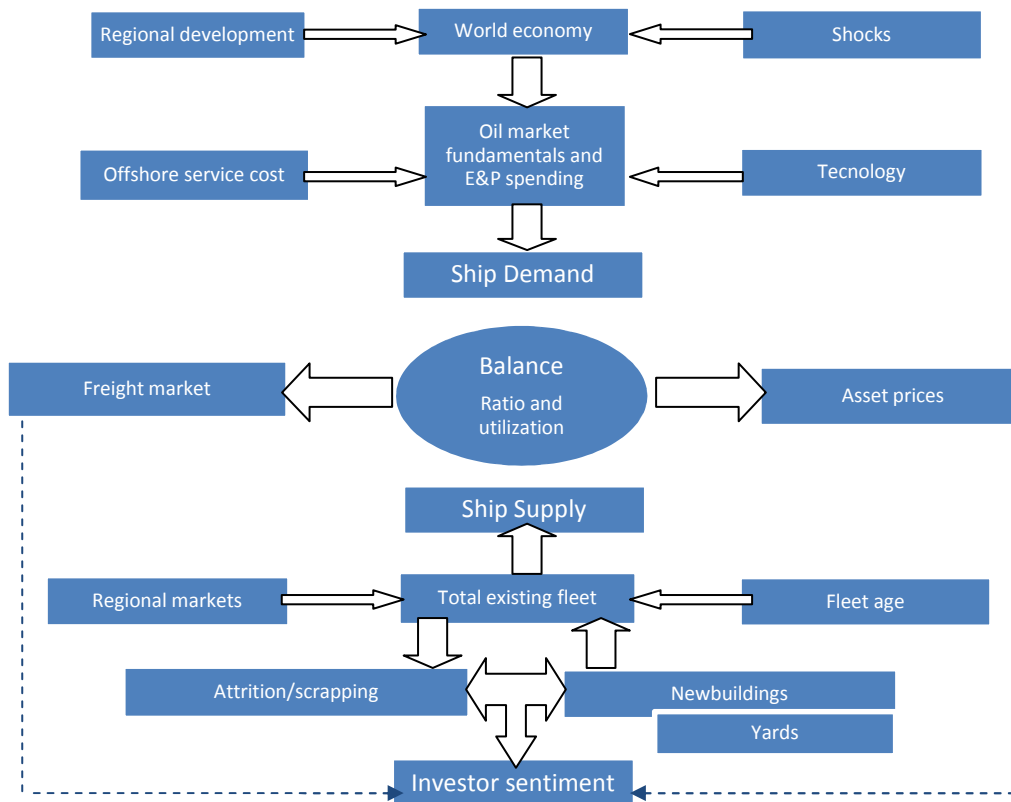 Regional development
World economy
Shocks
Oil market
fundamentals and
E&P spending
Offshore service cost
Tecnology
Ship Demand
Balance
Ratio and
utilization
Freight market
Asset prices
Ship Supply
Regional markets
Total existing fleet
Fleet age
Attrition/scrapping
Newbuildings
Yards
Investor sentiment